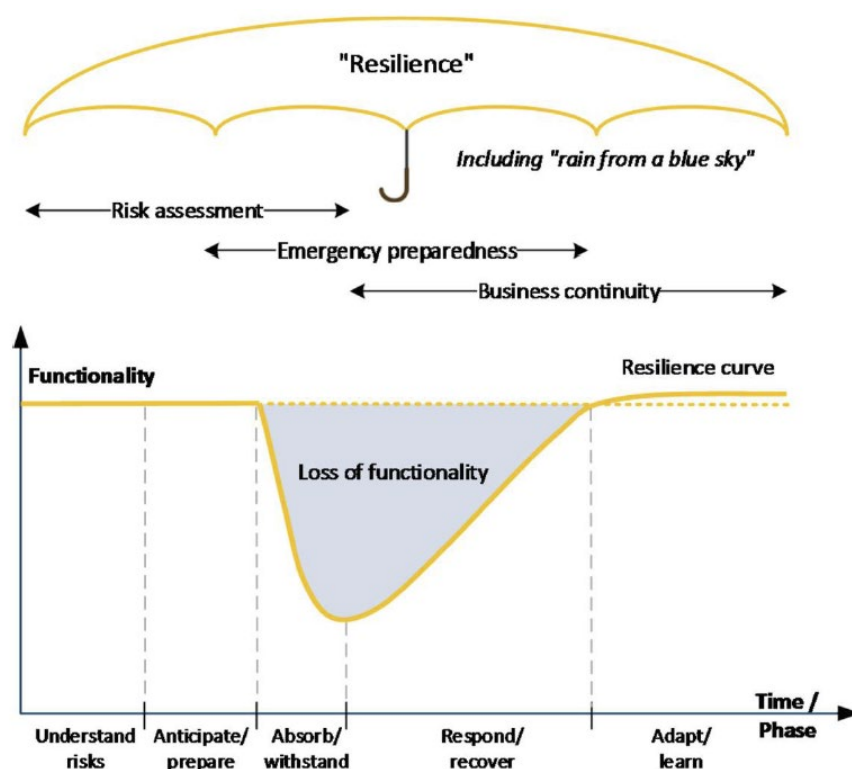 "Resilience"
Including "rain from a blue sky"
Risk assessment
Emergency preparedness
Business continuity
Functionality
Resilience curve
Loss of functionality
Time /
Phase
Understand
risks
Anticipate/
prepare
Absorb/
withstand
Respond/
recover
Adapt/
learn